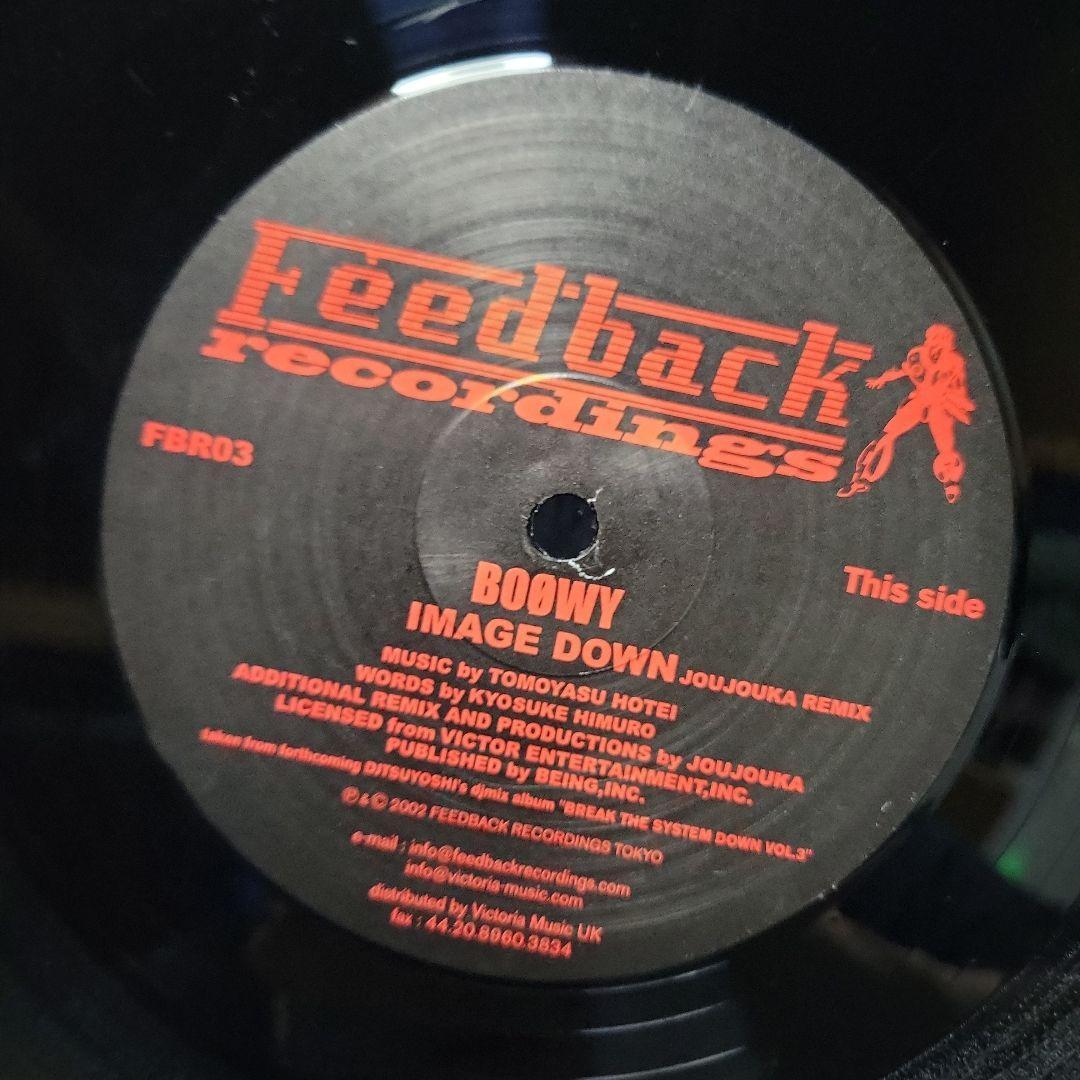 Feedback
recordings
FBR03
This side
BOØWY
IMAGE DOWN JOUJOUKA REMIX
MUSIC by TOMOYASU HOTEI
WORDS by KYOSUKE HIMURO
ADDITIONAL REMIX AND PRODUCTIONS by JOUJOUKA
LICENSED from VICTOR ENTERTAINMENT,INC.
PUBLISHED by BEING,INC.
taken from forthcoming DJTSUYOSHI's djmix album "BREAK THE SYSTEM DOWN VOL.3"
℗ & © 2002 FEEDBACK RECORDINGS TOKYO
e-mail : info@feedbackrecordings.com
info@victoria-music.com
distributed by Victoria Music UK
fax : 44.20.8960.3834